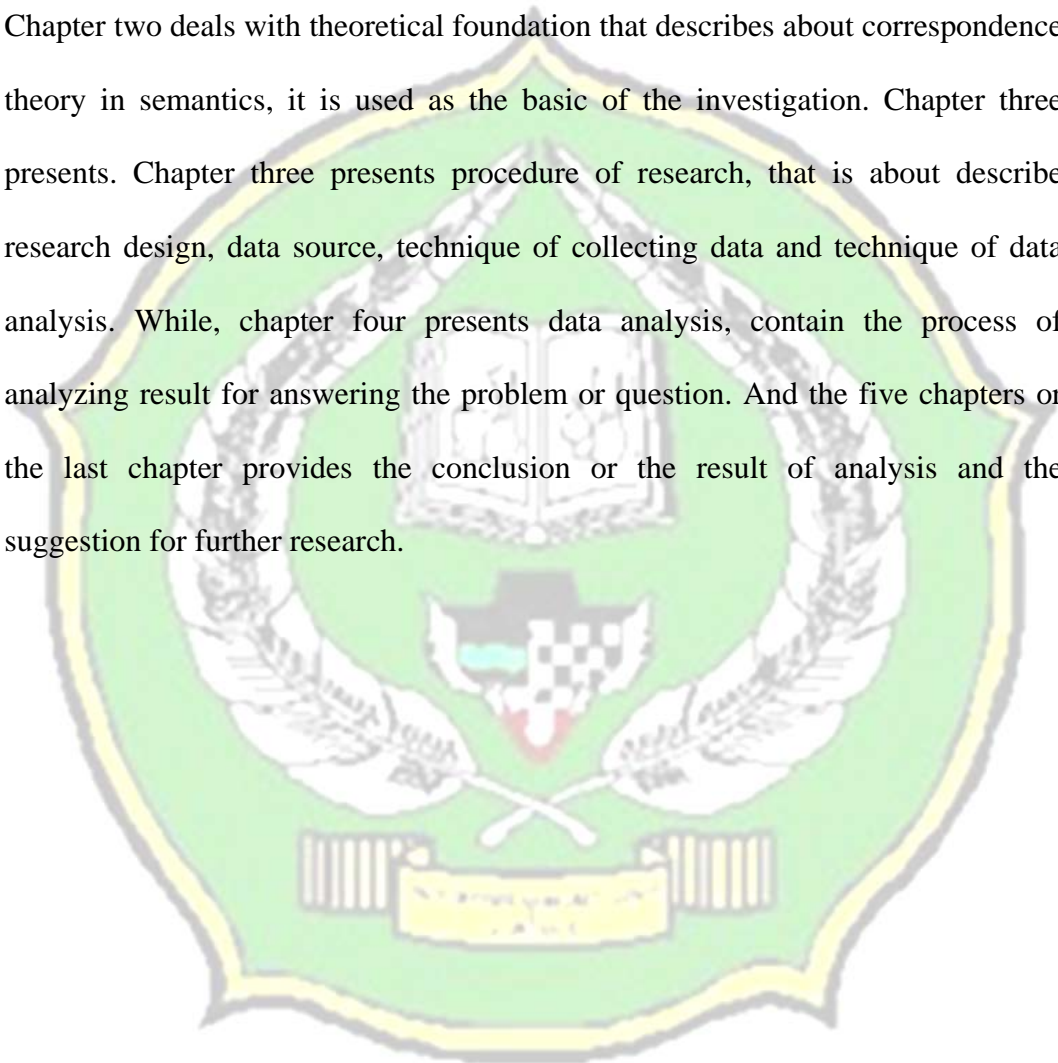 Chapter two deals with theoretical foundation that describes about correspondence
theory in semantics, it is used as the basic of the investigation. Chapter three
presents. Chapter three presents procedure of research, that is about describe
research design, data source, technique of collecting data and technique of data
analysis. While, chapter four presents data analysis, contain the process of
analyzing result for answering the problem or question. And the five chapters or
the last chapter provides the conclusion or the result of analysis and the
suggestion for further research.